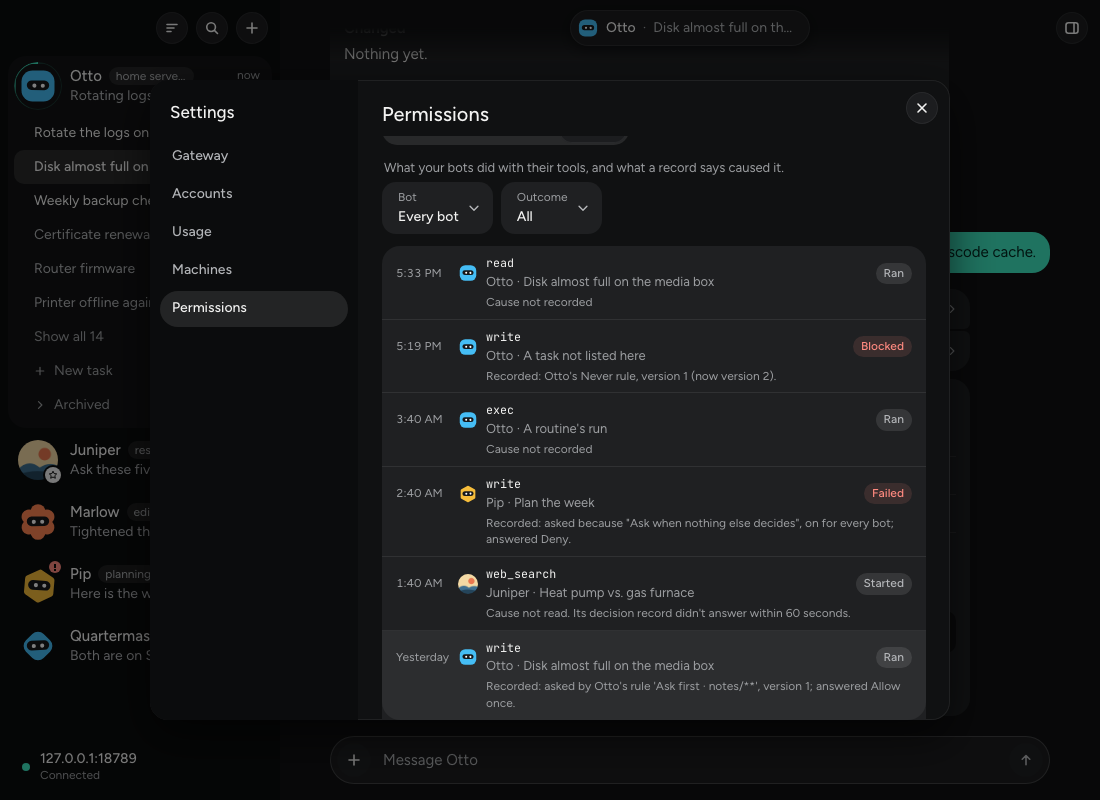 Nothing yet.
Otto · Disk almost full on th…
Otto home serve… now
Rotating logs
Rotate the logs on
Disk almost full on
Weekly backup che
Certificate renewa
Router firmware
Printer offline again
Show all 14
New task
Archived
Juniper res
Ask these fiv
Marlow edi
Tightened th
Pip planning
Here is the w
Quartermas
Both are on S
127.0.0.1:18789
Connected
scode cache.
Message Otto
Settings
Gateway
Accounts
Usage
Machines
Permissions
Permissions
What your bots did with their tools, and what a record says caused it.
Bot
Every bot
Outcome
All
5:33 PM
read
Otto · Disk almost full on the media box
Cause not recorded
Ran
5:19 PM
write
Otto · A task not listed here
Recorded: Otto's Never rule, version 1 (now version 2).
Blocked
3:40 AM
exec
Otto · A routine's run
Cause not recorded
Ran
2:40 AM
write
Pip · Plan the week
Recorded: asked because "Ask when nothing else decides", on for every bot;
answered Deny.
Failed
1:40 AM
web_search
Juniper · Heat pump vs. gas furnace
Cause not read. Its decision record didn't answer within 60 seconds.
Started
Yesterday
write
Otto · Disk almost full on the media box
Recorded: asked by Otto's rule 'Ask first · notes/**', version 1; answered Allow
once.
Ran